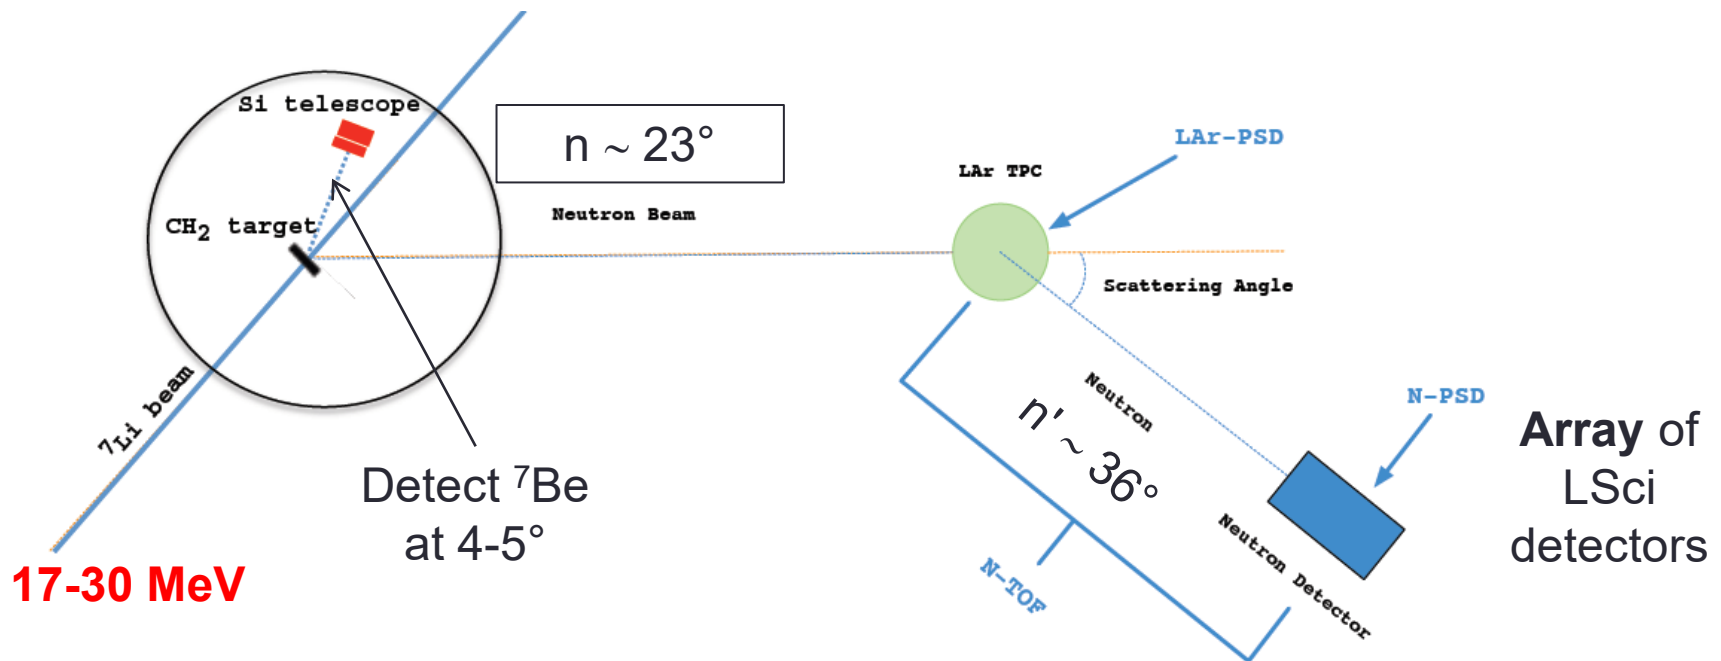 Si telescope
n ~ 23°
LAr-PSD
LAr TPC
CH₂ target
Neutron Beam
Scattering Angle
⁷Li beam
Neutron
n' ~ 36°
N-PSD
Array of
LSci
detectors
Detect ⁷Be
at 4-5°
17-30 MeV
N-TOF
Neutron Detector